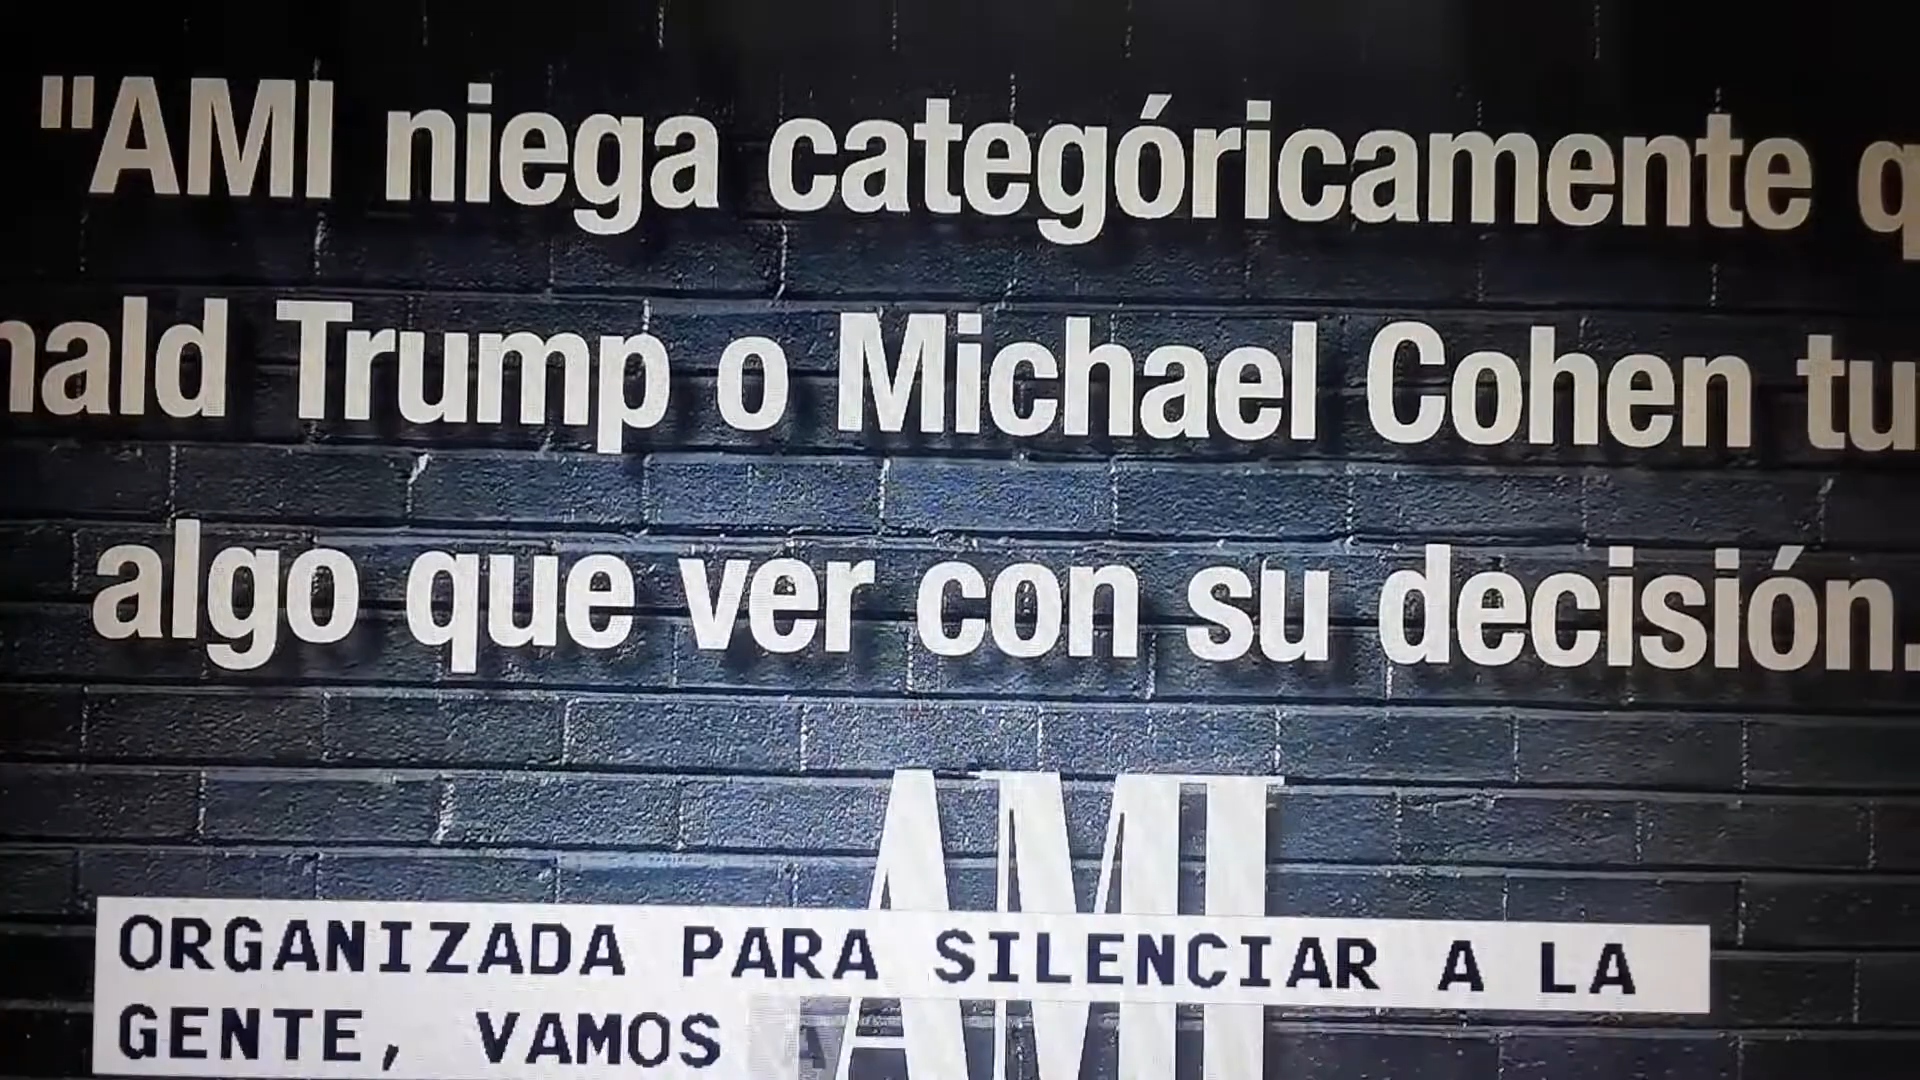 "AMI niega categóricamente q
nald Trump o Michael Cohen tu
algo que ver con su decisión.
AMI
ORGANIZADA PARA SILENCIAR A LA
GENTE, VAMOS A